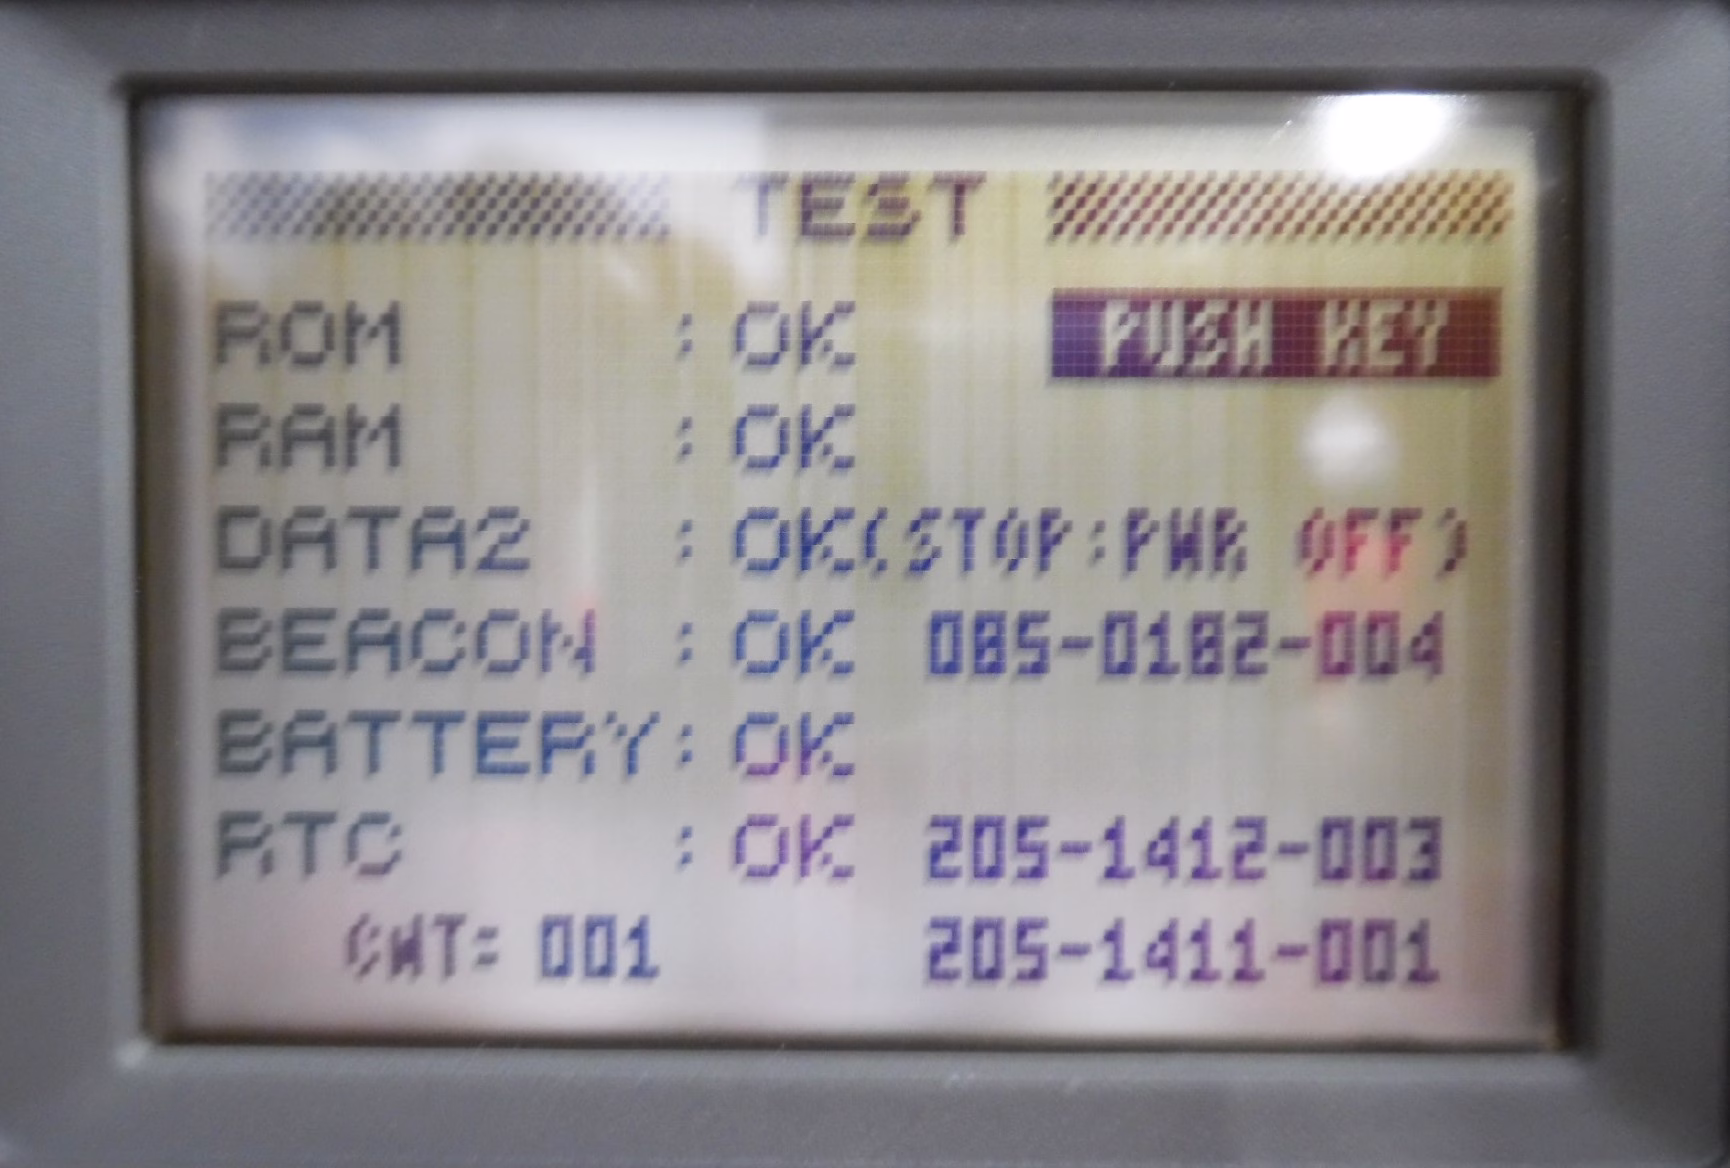 TEST
ROM : OK PUSH KEY
RAM : OK
DATA2 : OK(STOP:PWR OFF)
BEACON : OK 085-0182-004
BATTERY: OK
RTC : OK 205-1412-003
CNT= 001 205-1411-001